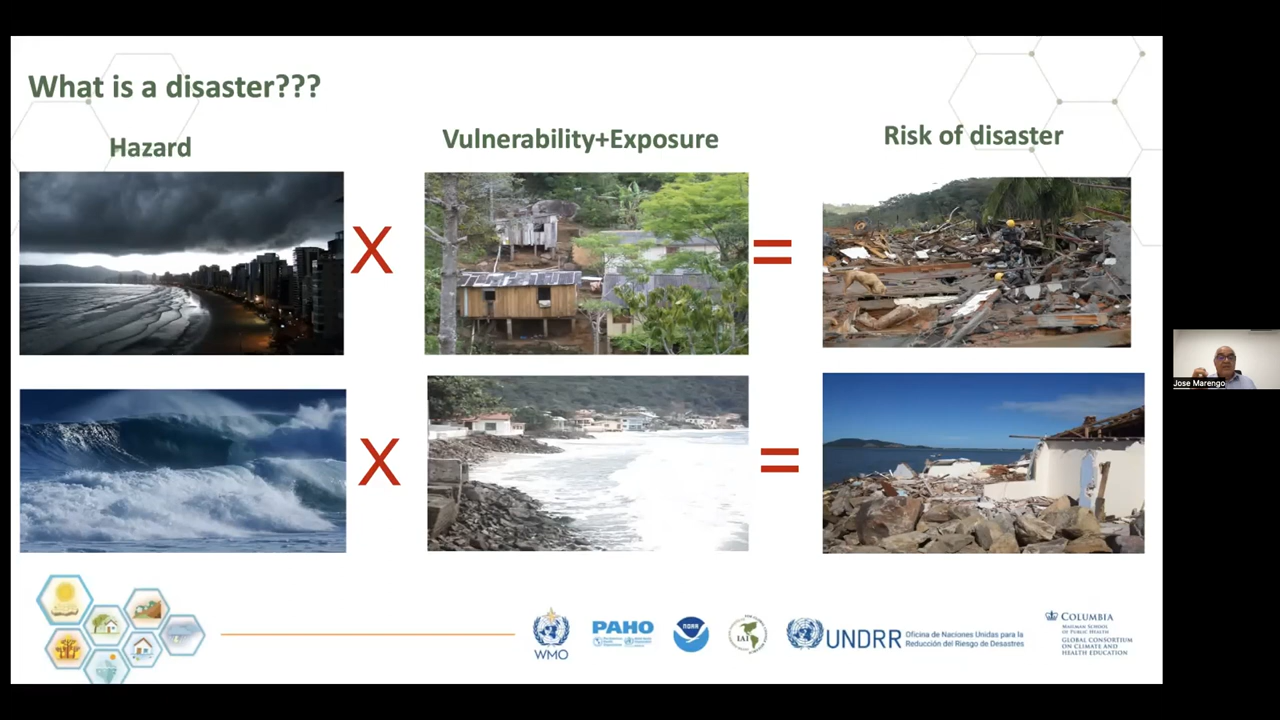 What is a disaster???
Hazard
Vulnerability+Exposure
Risk of disaster
X
=
X
=
Jose Marengo
WMO
PAHO
NOAA
IAI
UNDRR
Oficina de Naciones Unidas para la
Reducción del Riesgo de Desastres
COLUMBIA
MAILMAN SCHOOL
OF PUBLIC HEALTH
GLOBAL CONSORTIUM
ON CLIMATE AND
HEALTH EDUCATION